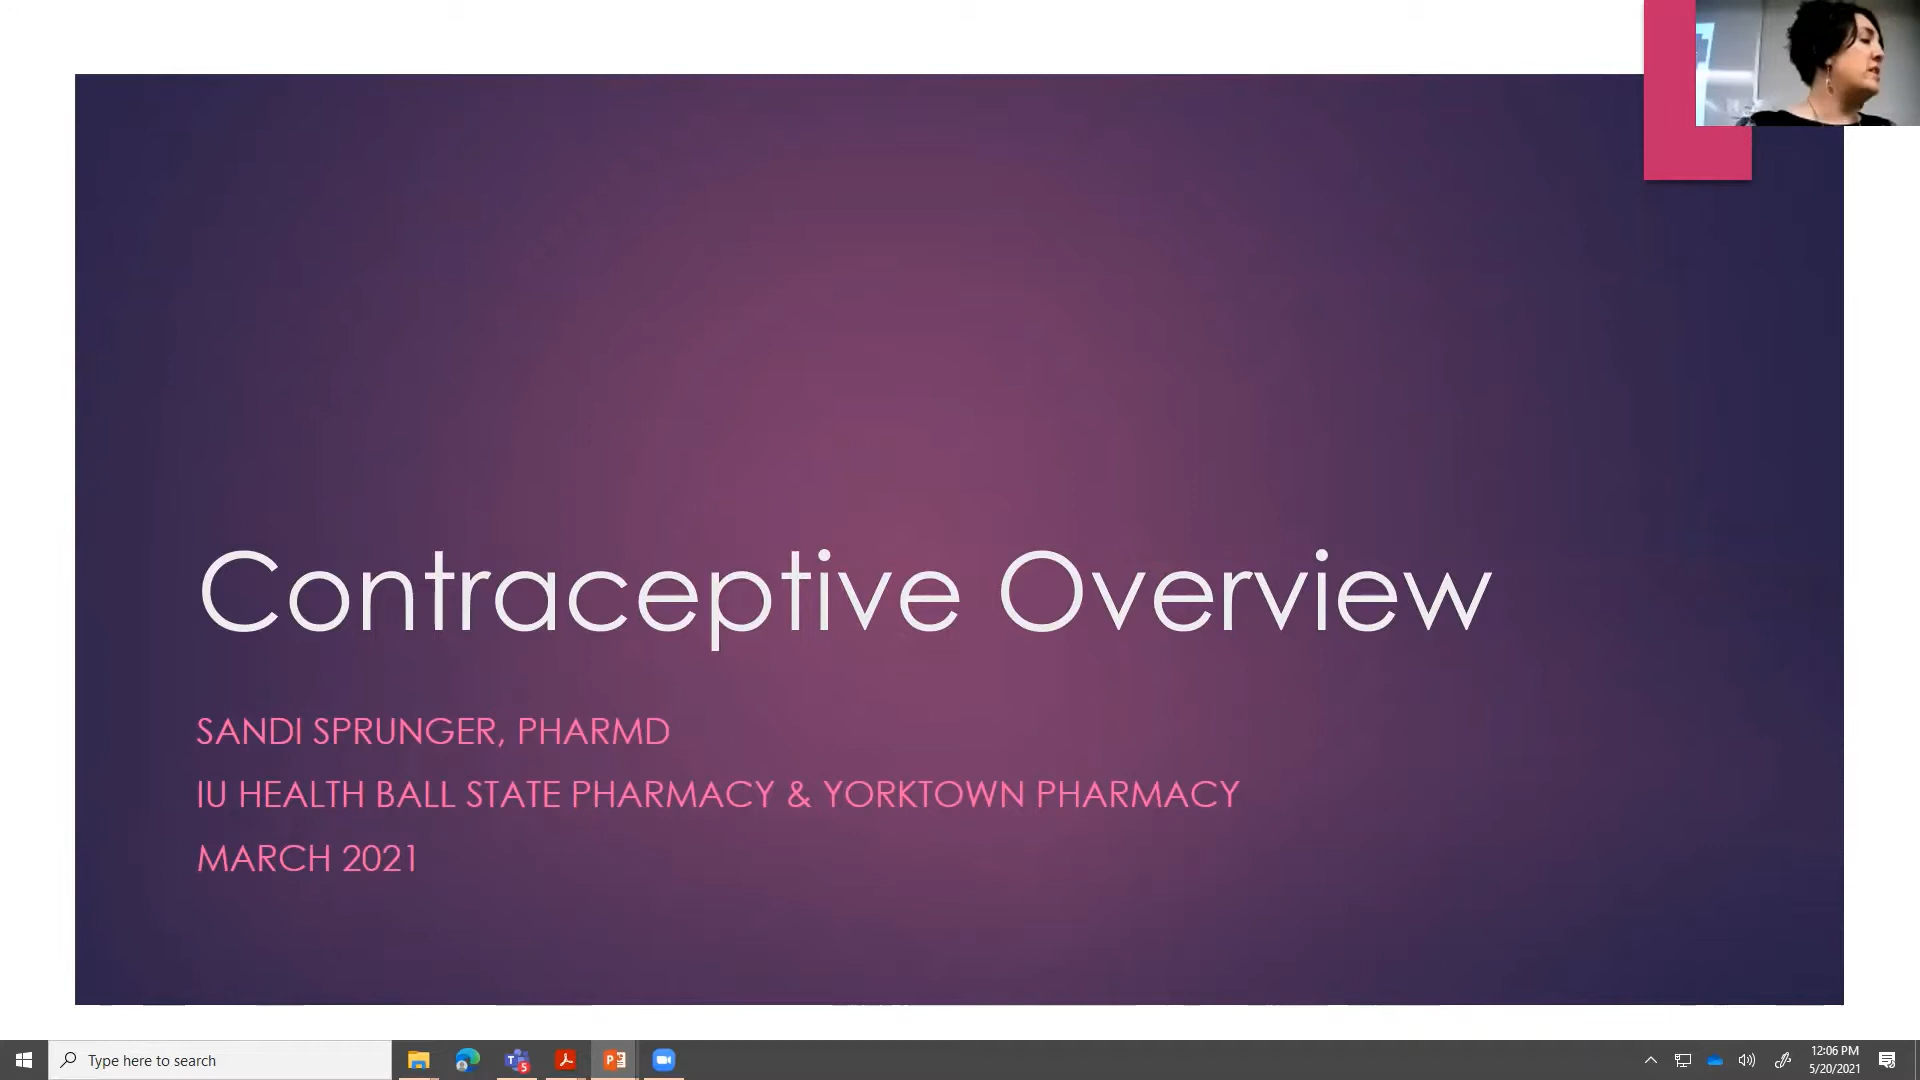 Contraceptive Overview
SANDI SPRUNGER, PHARMD
IU HEALTH BALL STATE PHARMACY & YORKTOWN PHARMACY
MARCH 2021
Type here to search
5
12:06 PM
5/20/2021